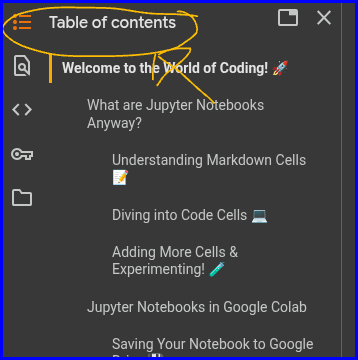 Table of contents
Welcome to the World of Coding! 🚀
What are Jupyter Notebooks
Anyway?
Understanding Markdown Cells
📝
Diving into Code Cells 💻
Adding More Cells &
Experimenting! 🧪
Jupyter Notebooks in Google Colab
Saving Your Notebook to Google